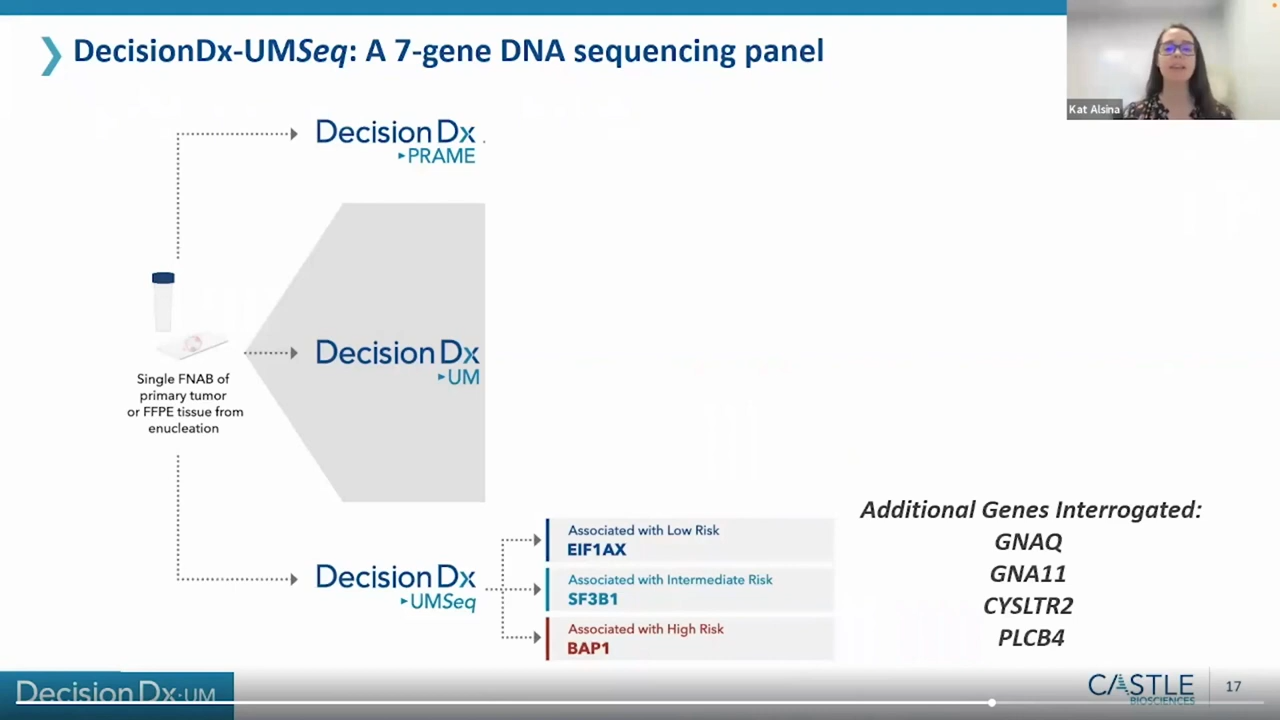 DecisionDx-UMSeq: A 7-gene DNA sequencing panel
Kat Alsina
DecisionDx
PRAME
Single FNAB of
primary tumor
or FFPE tissue from
enucleation
DecisionDx
UM
DecisionDx
UMSeq
Associated with Low Risk
EIF1AX
Associated with Intermediate Risk
SF3B1
Associated with High Risk
BAP1
Additional Genes Interrogated:
GNAQ
GNA11
CYSLTR2
PLCB4
DecisionDx·UM
CASTLE
BIOSCIENCES
17